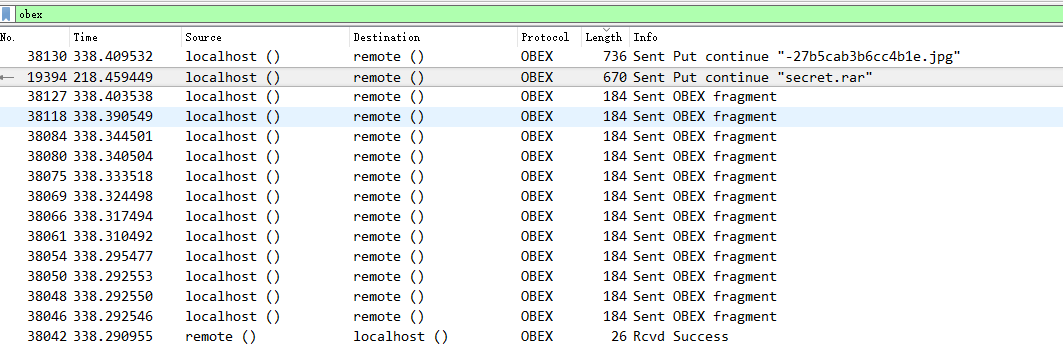 obex
No. Time Source Destination Protocol Length Info
38130 338.409532 localhost () remote () OBEX 736 Sent Put continue "-27b5cab3b6cc4b1e.jpg"
19394 218.459449 localhost () remote () OBEX 670 Sent Put continue "secret.rar"
38127 338.403538 localhost () remote () OBEX 184 Sent OBEX fragment
38118 338.390549 localhost () remote () OBEX 184 Sent OBEX fragment
38084 338.344501 localhost () remote () OBEX 184 Sent OBEX fragment
38080 338.340504 localhost () remote () OBEX 184 Sent OBEX fragment
38075 338.333518 localhost () remote () OBEX 184 Sent OBEX fragment
38069 338.324498 localhost () remote () OBEX 184 Sent OBEX fragment
38066 338.317494 localhost () remote () OBEX 184 Sent OBEX fragment
38061 338.310492 localhost () remote () OBEX 184 Sent OBEX fragment
38054 338.295477 localhost () remote () OBEX 184 Sent OBEX fragment
38050 338.292553 localhost () remote () OBEX 184 Sent OBEX fragment
38048 338.292550 localhost () remote () OBEX 184 Sent OBEX fragment
38046 338.292546 localhost () remote () OBEX 184 Sent OBEX fragment
38042 338.290955 remote () localhost () OBEX 26 Rcvd Success